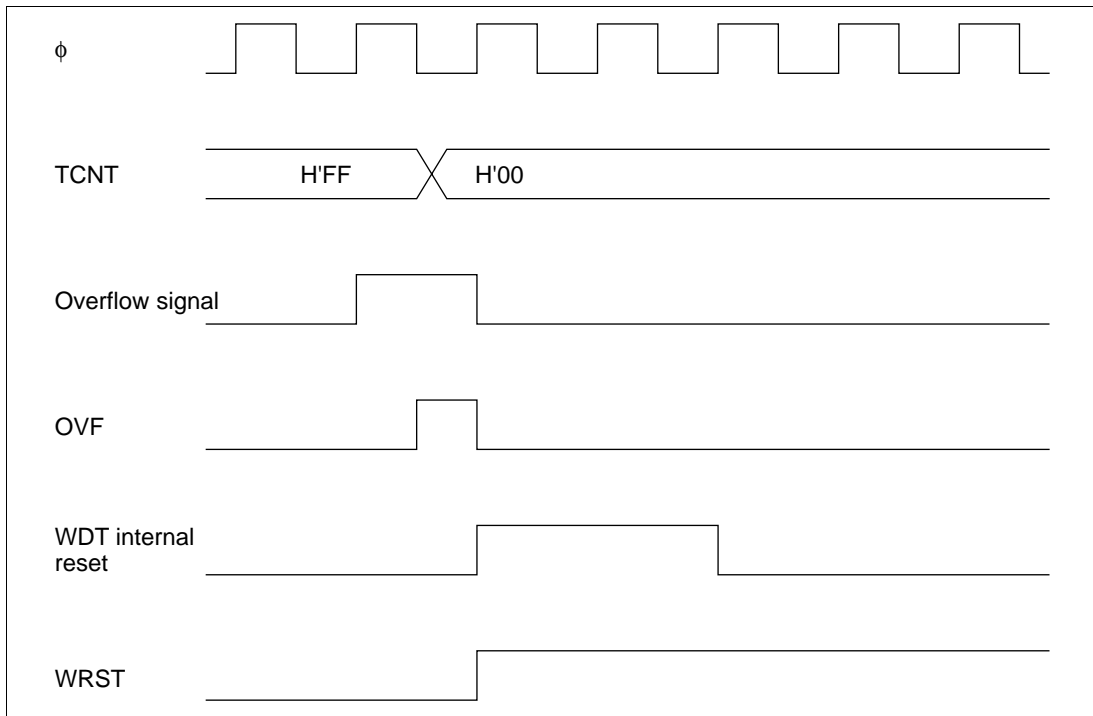 ϕ
TCNT
H'FF
H'00
Overflow signal
OVF
WDT internal
reset
WRST